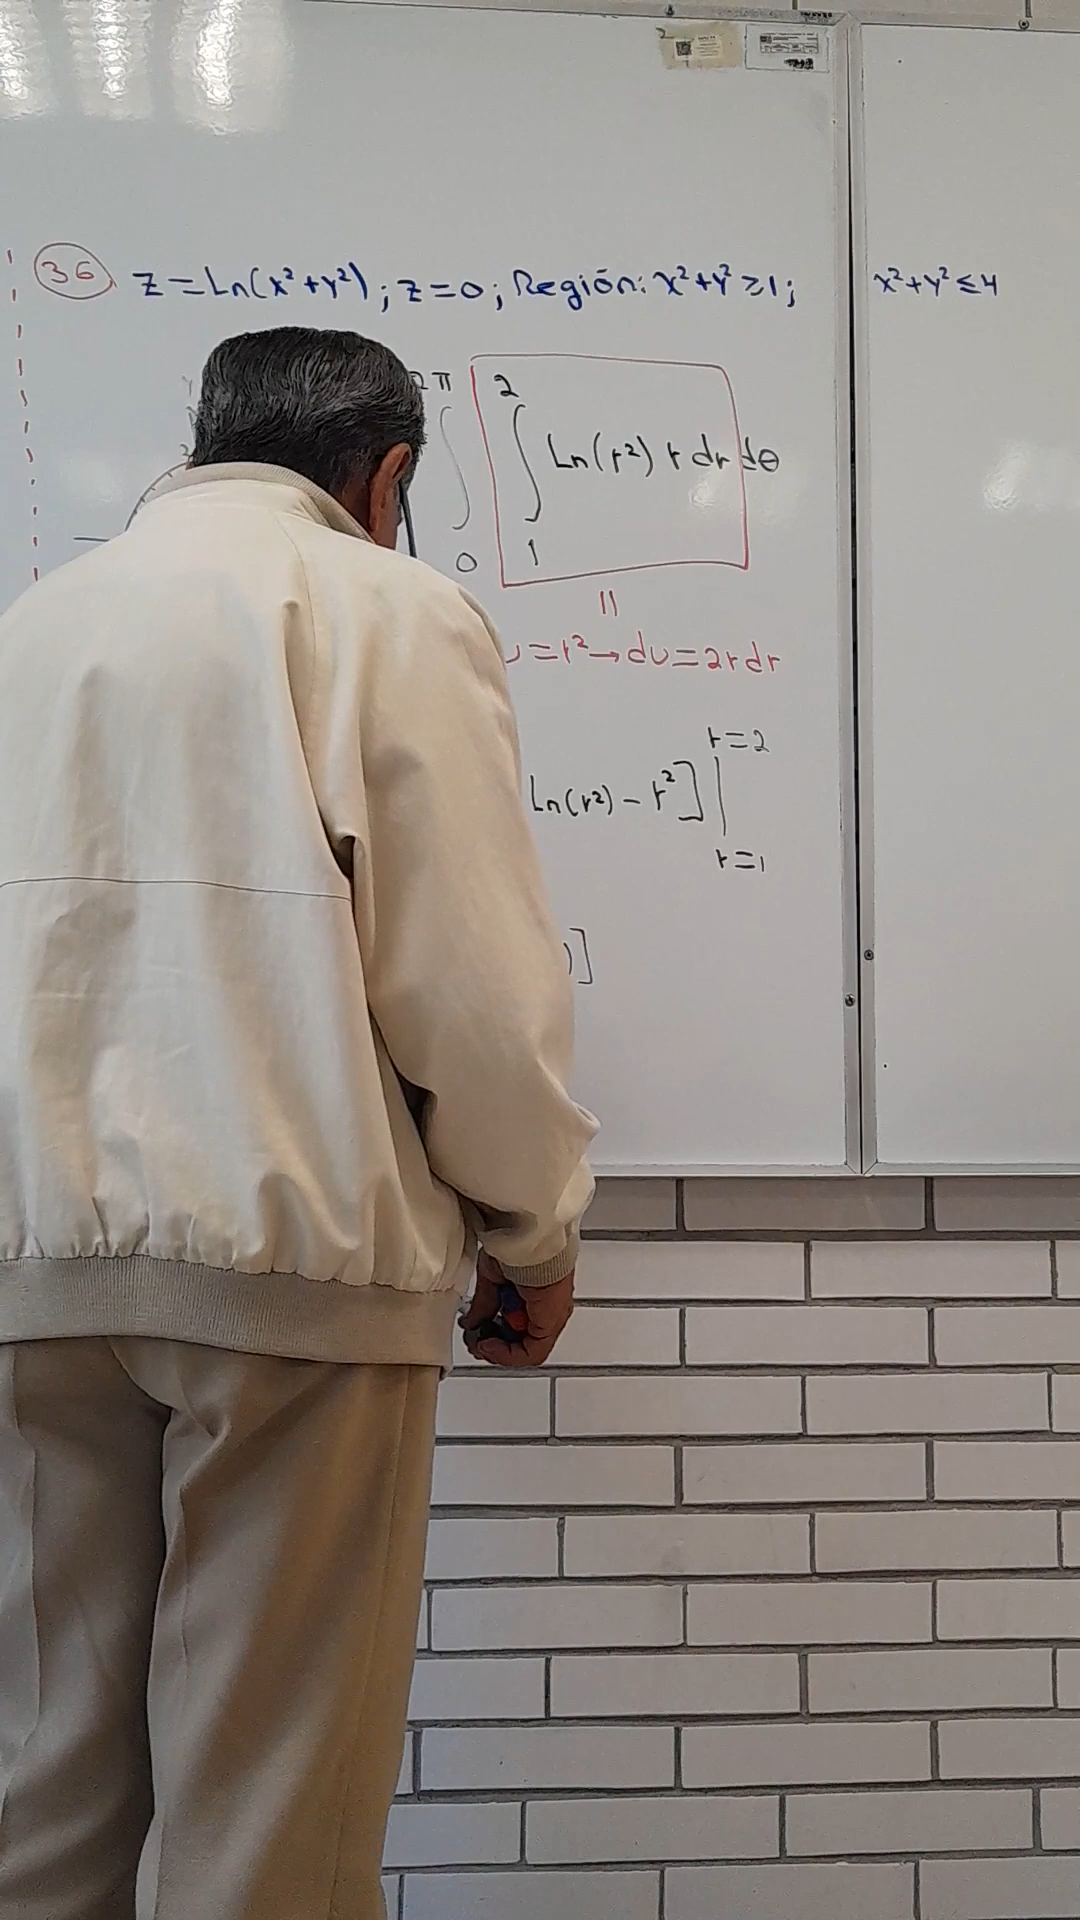 36 z=Ln(x²+y²); z=0; Región: x²+y²≥1; x²+y²≤4
2π 2
∫ ∫ Ln(r²) r dr dθ
0 1
=
u=r²→du=2rdr
r=2
Ln(r²)-r²]|
r=1
)]